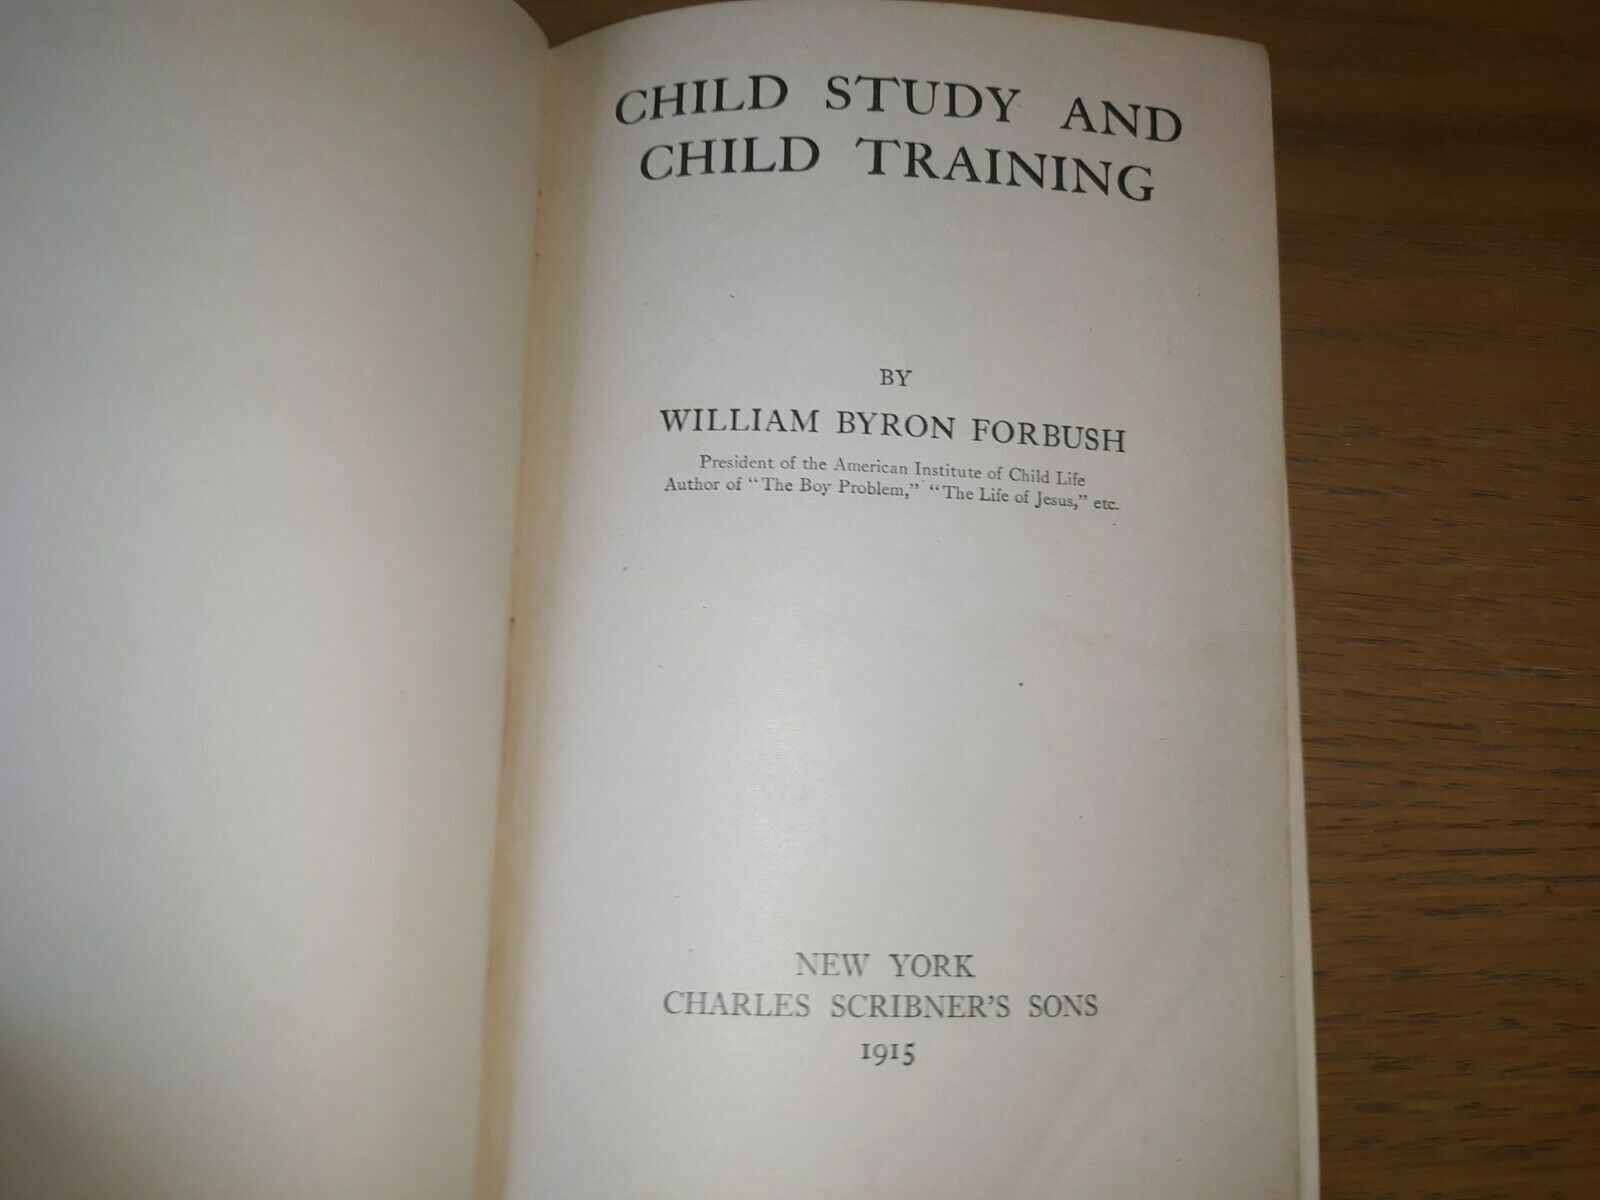 CHILD STUDY AND
CHILD TRAINING
BY
WILLIAM BYRON FORBUSH
President of the American Institute of Child Life
Author of "The Boy Problem," "The Life of Jesus," etc.
NEW YORK
CHARLES SCRIBNER'S SONS
1915